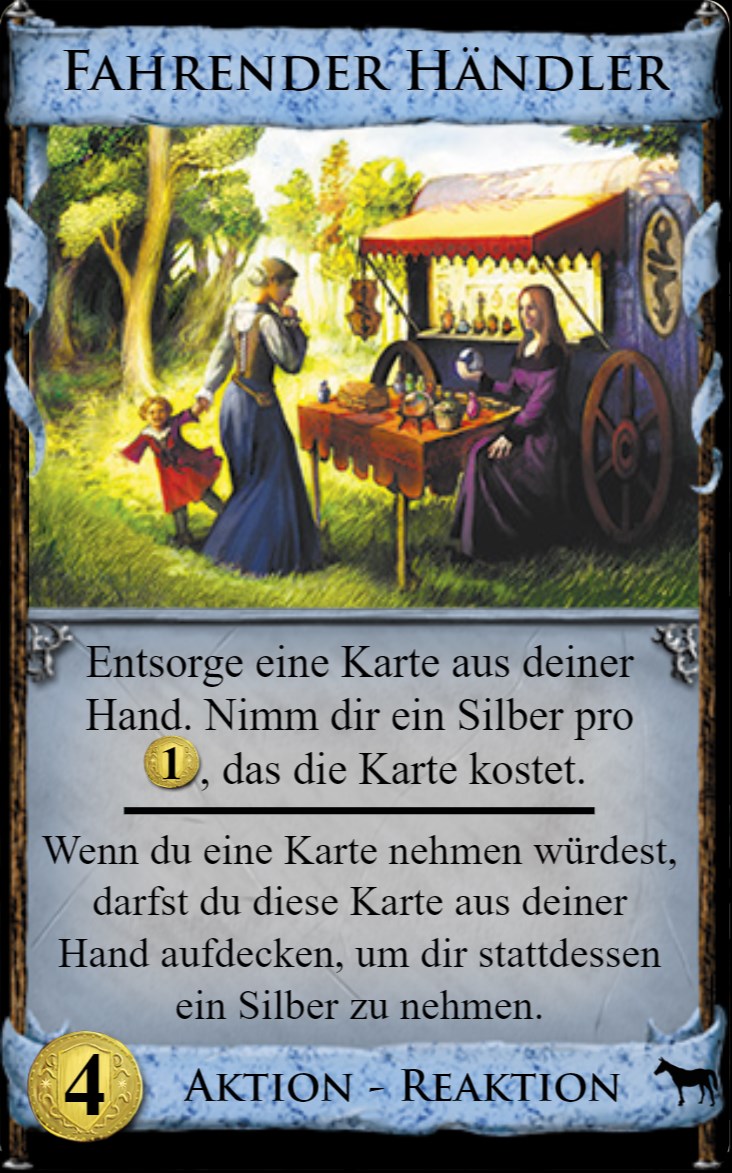 Fahrender Händler
Entsorge eine Karte aus deiner
Hand. Nimm dir ein Silber pro
1, das die Karte kostet.
Wenn du eine Karte nehmen würdest,
darfst du diese Karte aus deiner
Hand aufdecken, um dir stattdessen
ein Silber zu nehmen.
4 Aktion - Reaktion